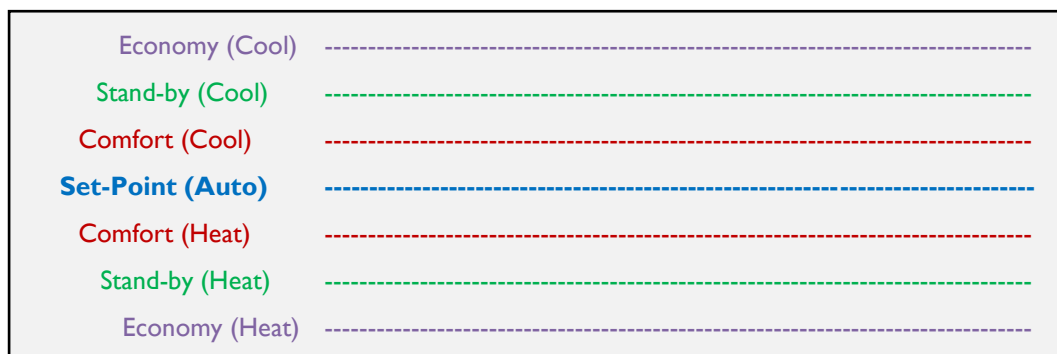 Economy (Cool)
Stand-by (Cool)
Comfort (Cool)
Set-Point (Auto)
Comfort (Heat)
Stand-by (Heat)
Economy (Heat)